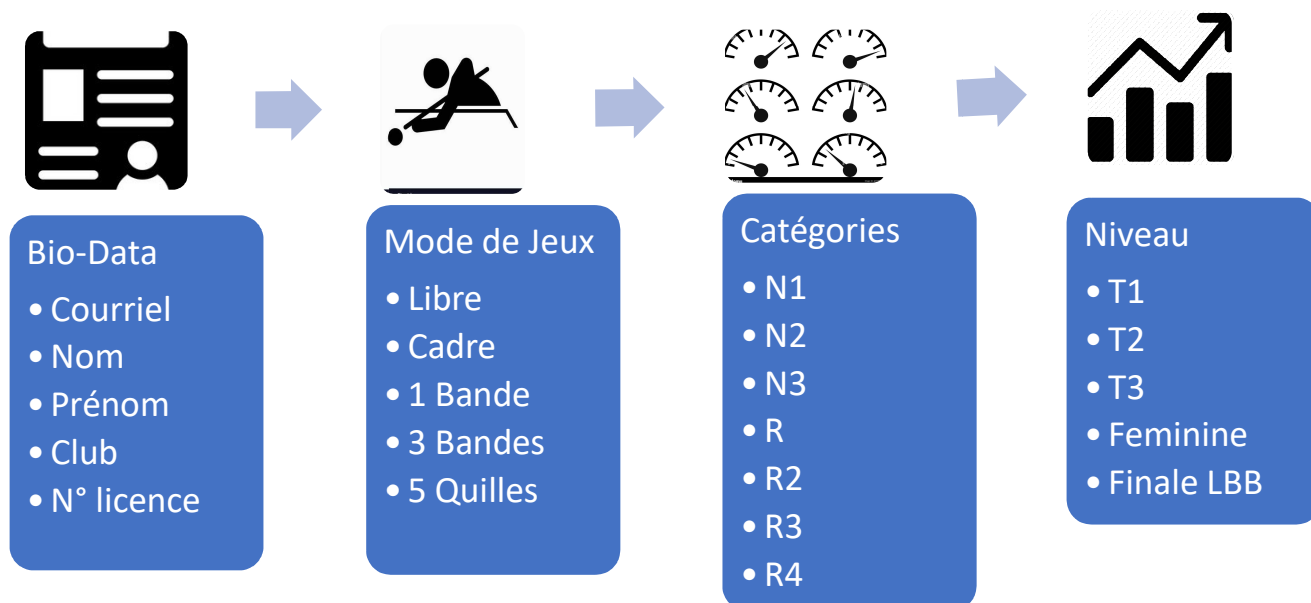 Bio-Data
• Courriel
• Nom
• Prénom
• Club
• N° licence
Mode de Jeux
• Libre
• Cadre
• 1 Bande
• 3 Bandes
• 5 Quilles
Catégories
• N1
• N2
• N3
• R
• R2
• R3
• R4
Niveau
• T1
• T2
• T3
• Feminine
• Finale LBB